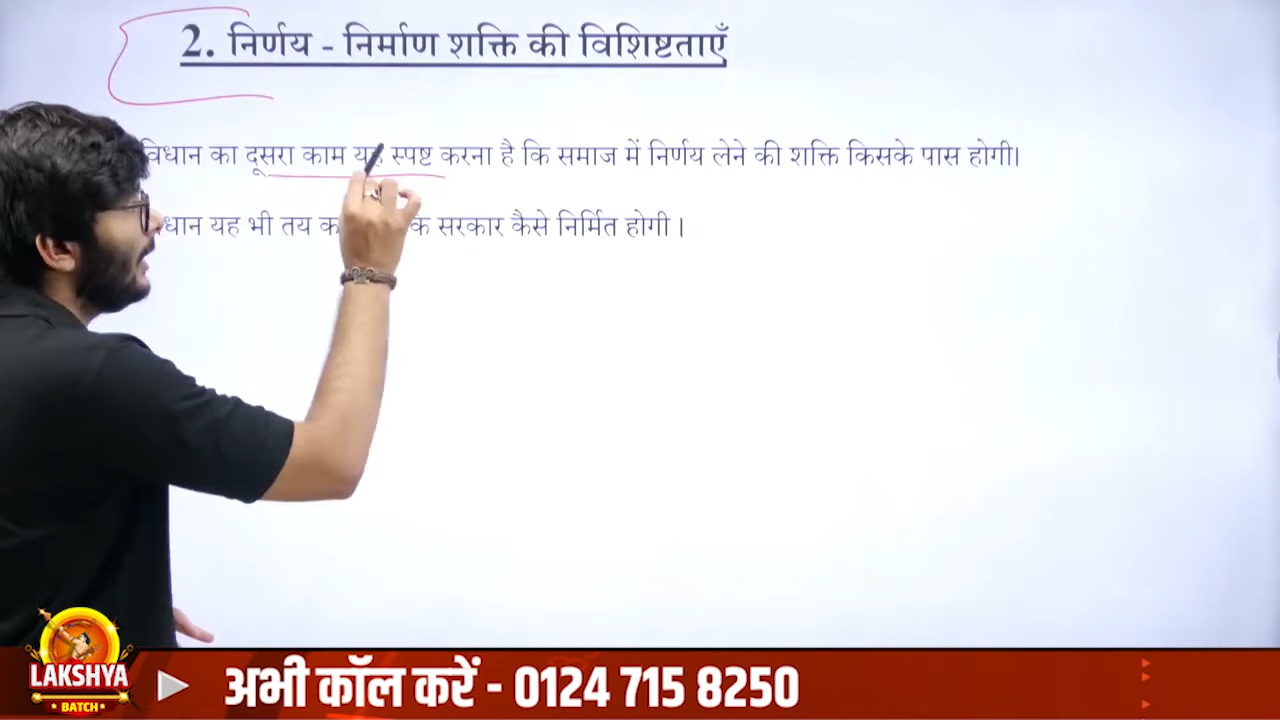 2. निर्णय - निर्माण शक्ति की विशिष्टताएँ
विधान का दूसरा काम यह स्पष्ट करना है कि समाज में निर्णय लेने की शक्ति किसके पास होगी।
धान यह भी तय क क सरकार कैसे निर्मित होगी ।
LAKSHYA
BATCH
अभी कॉल करें - 0124 715 8250